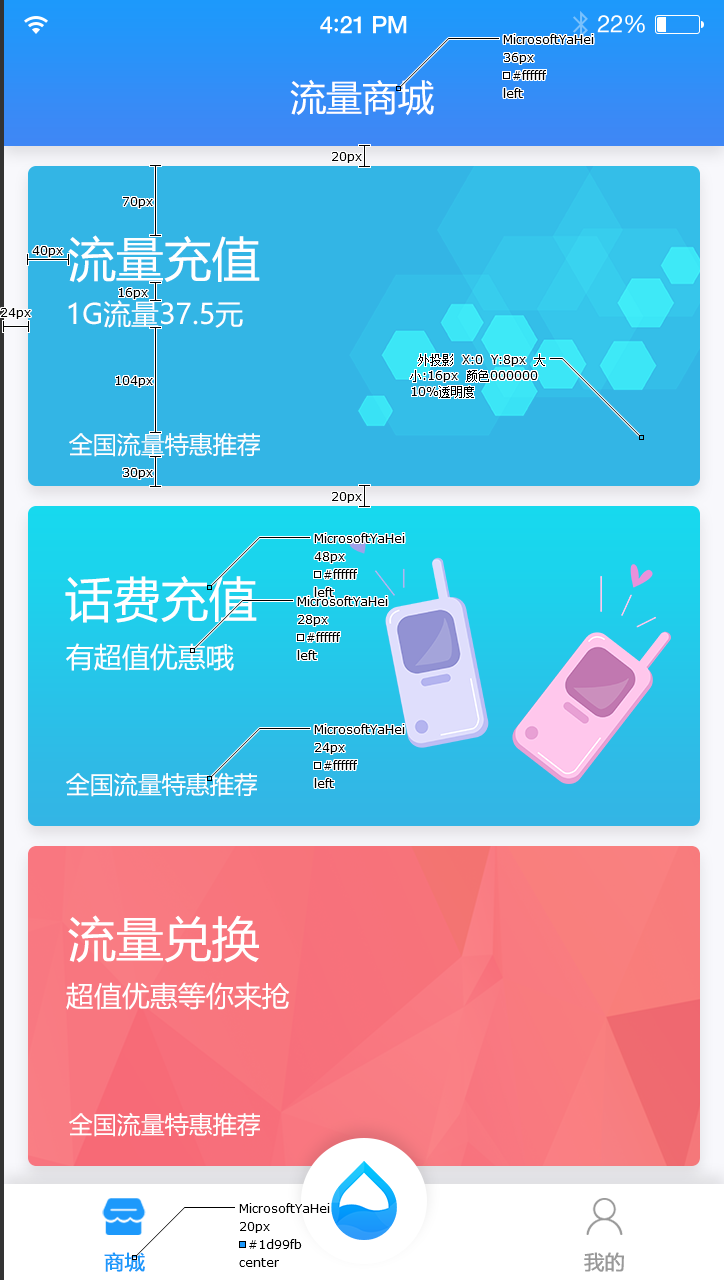 4:21 PM
22%
MicrosoftYaHei
36px
#ffffff
left
流量商城
20px
70px
40px
流量充值
16px
24px
1G流量37.5元
外投影 X:0 Y:8px 大
小:16px 颜色000000
10%透明度
104px
全国流量特惠推荐
30px
20px
MicrosoftYaHei
48px
#ffffff
left
话费充值
MicrosoftYaHei
28px
#ffffff
left
有超值优惠哦
MicrosoftYaHei
24px
#ffffff
left
全国流量特惠推荐
流量兑换
超值优惠等你来抢
全国流量特惠推荐
MicrosoftYaHei
20px
#1d99fb
center
商城
我的